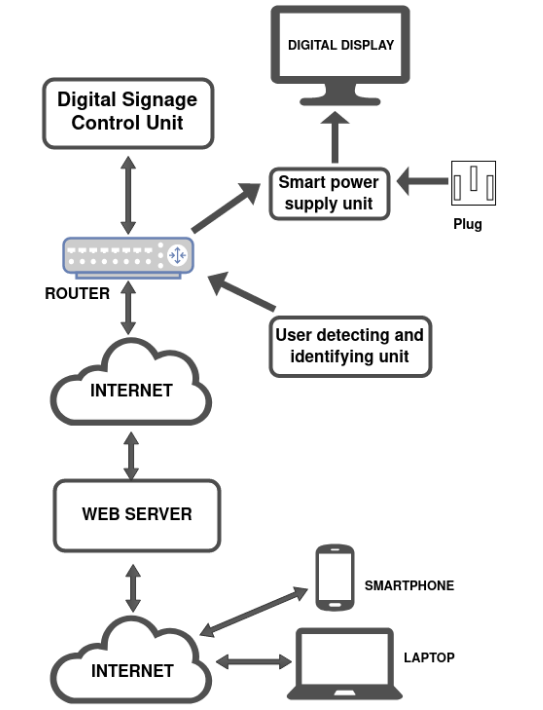 DIGITAL DISPLAY
Digital Signage
Control Unit
Smart power
supply unit
Plug
ROUTER
User detecting and
identifying unit
INTERNET
WEB SERVER
SMARTPHONE
INTERNET
LAPTOP